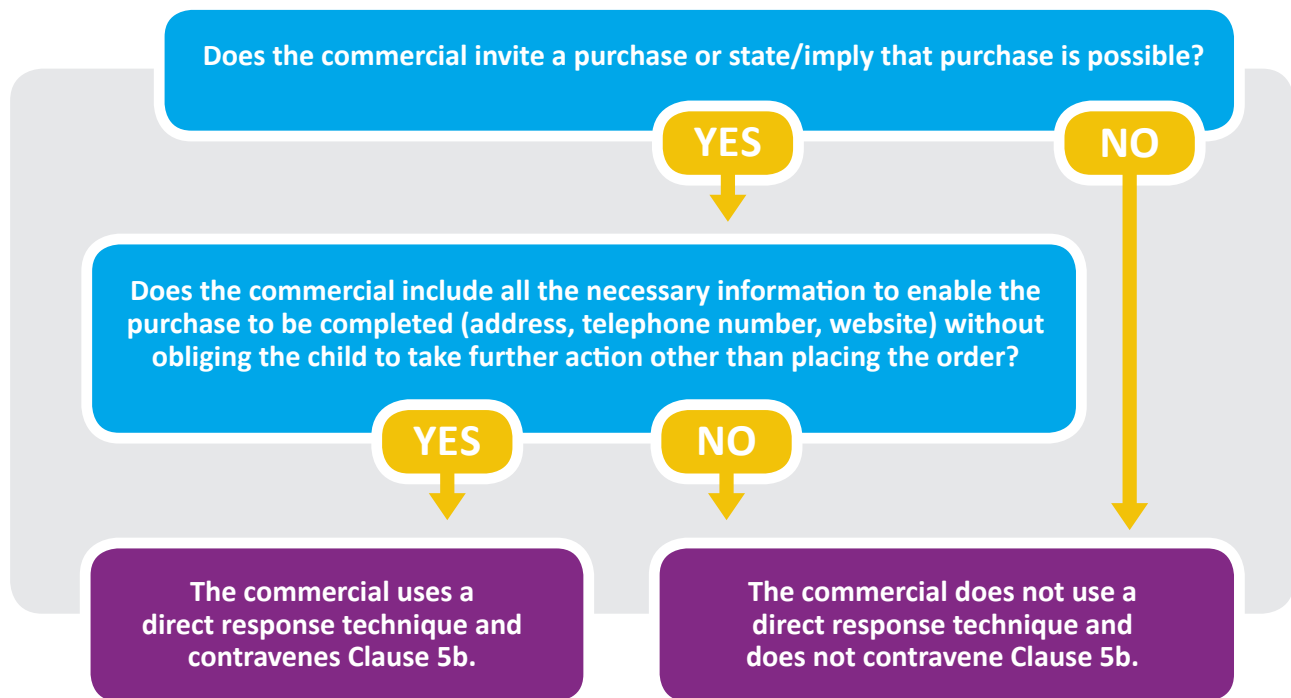 Does the commercial invite a purchase or state/imply that purchase is possible?
YES
NO
Does the commercial include all the necessary information to enable the
purchase to be completed (address, telephone number, website) without
obliging the child to take further action other than placing the order?
YES
NO
The commercial uses a
direct response technique and
contravenes Clause 5b.
The commercial does not use a
direct response technique and
does not contravene Clause 5b.